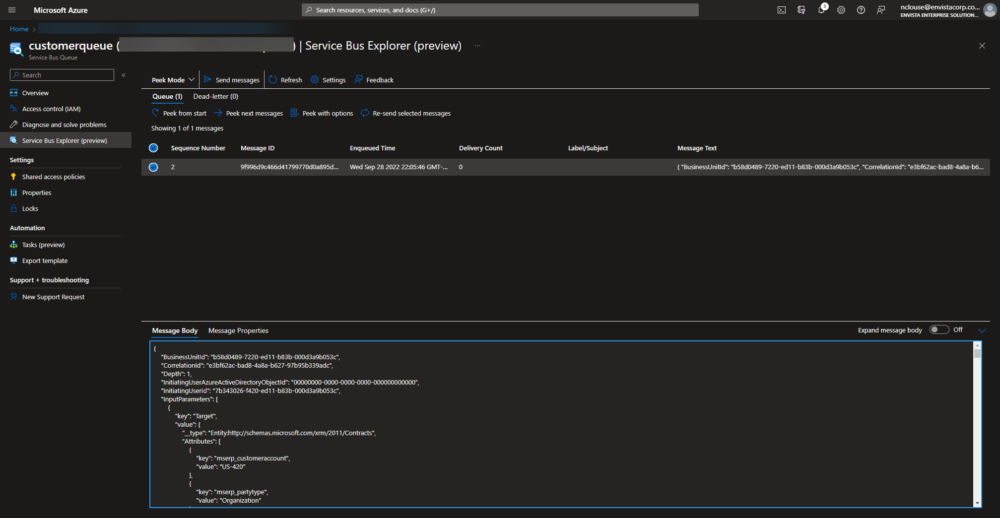 Microsoft Azure
Search resources, services, and docs (G+/)
8
nclouse@envistacorp.co...
ENVISTA ENTERPRISE SOLUTION...
Home >
customerqueue ( ) | Service Bus Explorer (preview) ...
Service Bus Queue
Search
«
Overview
Access control (IAM)
Diagnose and solve problems
Service Bus Explorer (preview)
Settings
Shared access policies
Properties
Locks
Automation
Tasks (preview)
Export template
Support + troubleshooting
New Support Request
Peek Mode Send messages Refresh Settings Feedback
Queue (1) Dead-letter (0)
Peek from start Peek next messages Peek with options Re-send selected messages
Showing 1 of 1 messages
Sequence Number Message ID Enqueued Time Delivery Count Label/Subject Message Text
2 9f996d9c466d41799770d0a895d... Wed Sep 28 2022 22:05:46 GMT-... 0 { "BusinessUnitId": "b58d0489-7220-ed11-b83b-000d3a9b053c", "CorrelationId": "e3bf62ac-bad8-4a8a-b6...
Message Body Message Properties
Expand message body Off
{
"BusinessUnitId": "b58d0489-7220-ed11-b83b-000d3a9b053c",
"CorrelationId": "e3bf62ac-bad8-4a8a-b627-97b95b339adc",
"Depth": 1,
"InitiatingUserAzureActiveDirectoryObjectId": "00000000-0000-0000-0000-000000000000",
"InitiatingUserId": "7b343026-f420-ed11-b83b-000d3a9b053c",
"InputParameters": [
{
"key": "Target",
"value": {
"__type": "Entity:http://schemas.microsoft.com/xrm/2011/Contracts",
"Attributes": [
{
"key": "mserp_customeraccount",
"value": "US-420"
},
{
"key": "mserp_partytype",
"value": "Organization"